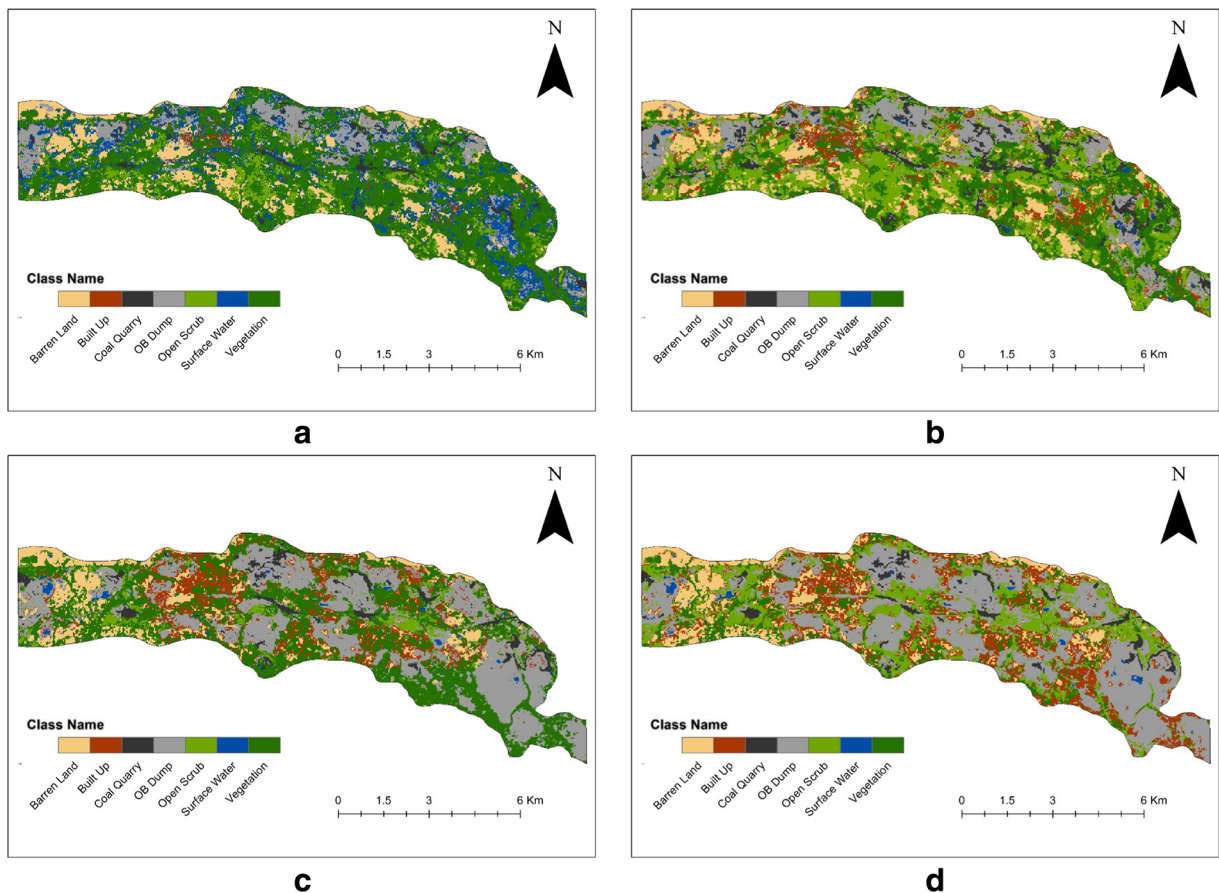 N
Class Name
Barren Land
Built Up
Coal Quarry
OB Dump
Open Scrub
Surface Water
Vegetation
0 1.5 3 6 Km
a
N
Class Name
Barren Land
Built Up
Coal Quarry
OB Dump
Open Scrub
Surface Water
Vegetation
0 1.5 3 6 Km
b
N
Class Name
Barren Land
Built Up
Coal Quarry
OB Dump
Open Scrub
Surface Water
Vegetation
0 1.5 3 6 Km
c
N
Class Name
Barren Land
Built Up
Coal Quarry
OB Dump
Open Scrub
Surface Water
Vegetation
0 1.5 3 6 Km
d